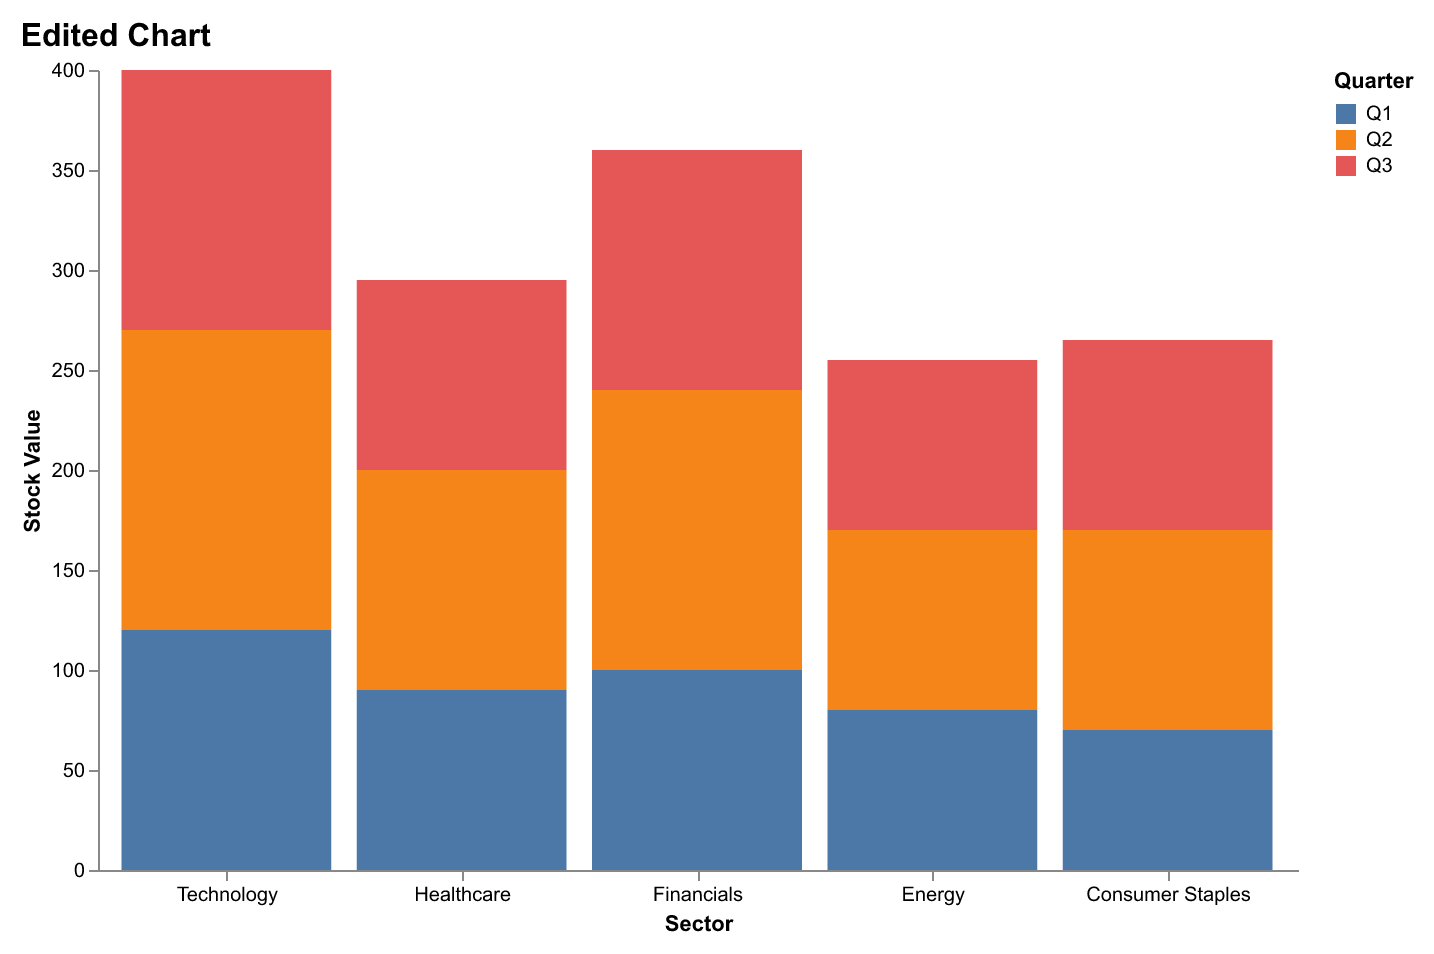 Edited Chart
400
350
300
250
200
150
100
50
0
Stock Value
Technology
Healthcare
Financials
Energy
Consumer Staples
Sector
Quarter
Q1
Q2
Q3